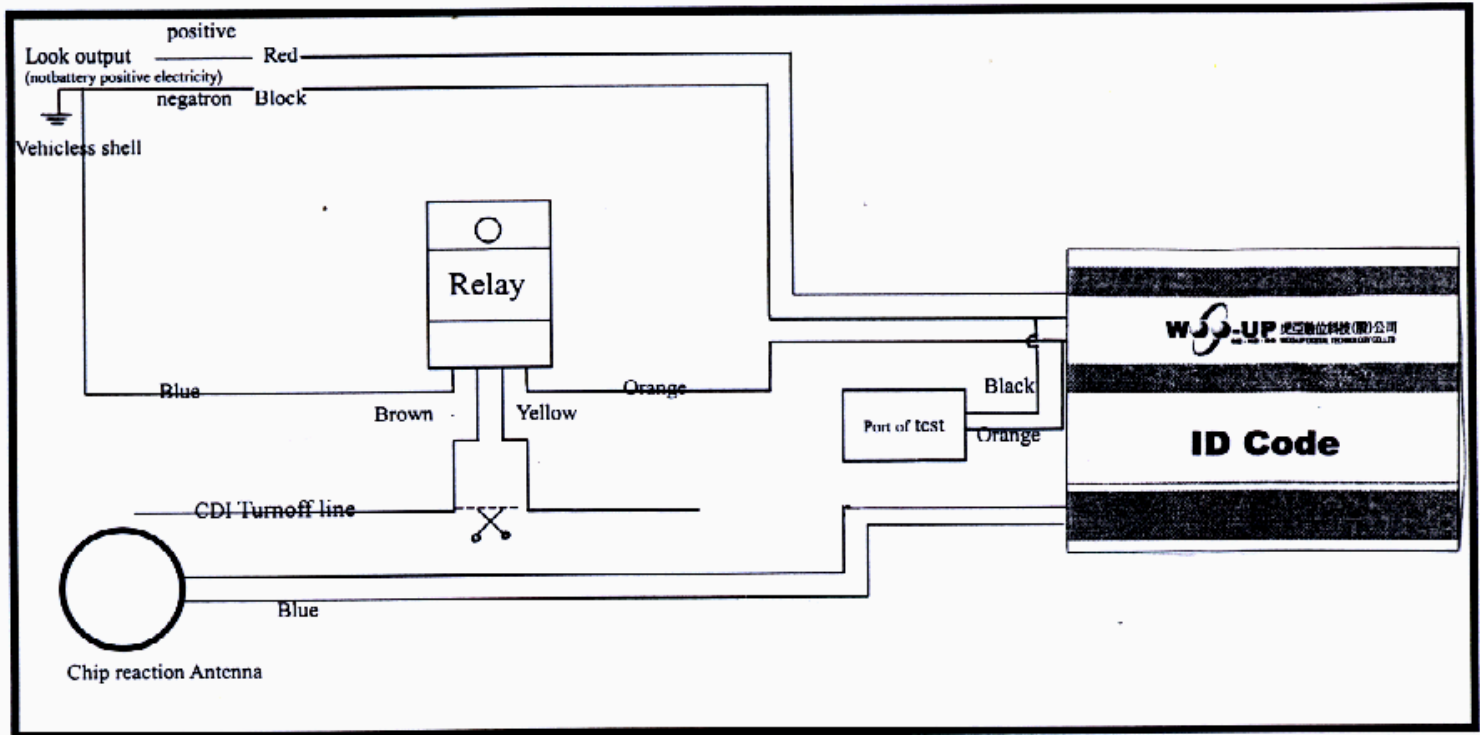 positive
Look output
Red
(notbattery positive electricity)
negatron
Block
Vehicless shell
Relay
WOO-UP
Blue
Orange
Brown
Yellow
Black
Port of test
Orange
ID Code
CDI Turnoff line
Blue
Chip reaction Antenna